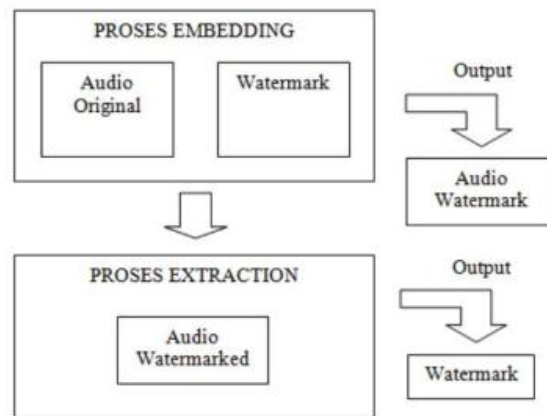 PROSES EMBEDDING
Audio
Original
Watermark
Output
Audio
Watermark
PROSES EXTRACTION
Audio
Watermarked
Output
Watermark